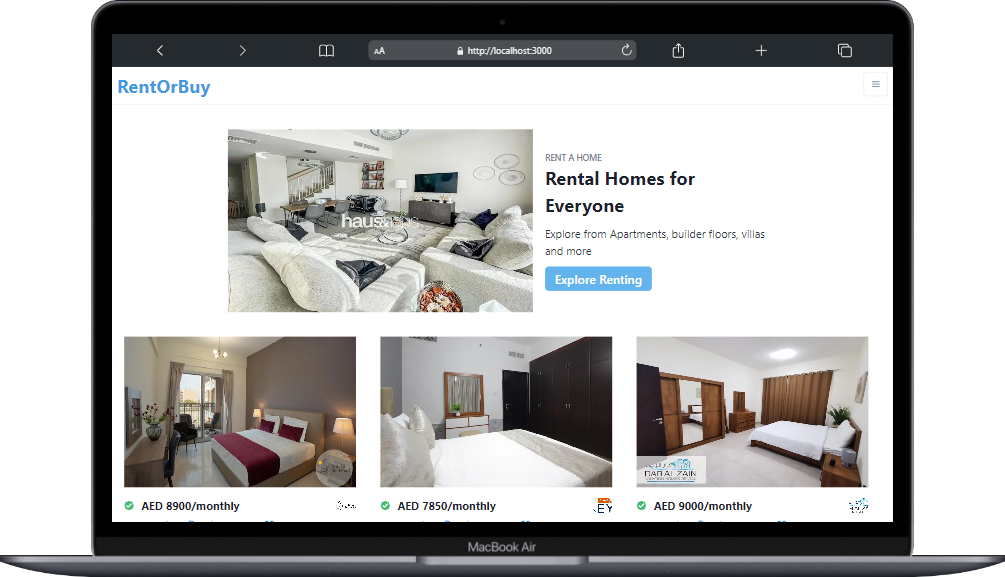 AA http://localhost:3000
RentOrBuy
RENT A HOME
Rental Homes for
Everyone
Explore from Apartments, builder floors, villas
and more
Explore Renting
haus
DAR AL ZAIN
AED 8900/monthly
AED 7850/monthly
AED 9000/monthly
MacBook Air